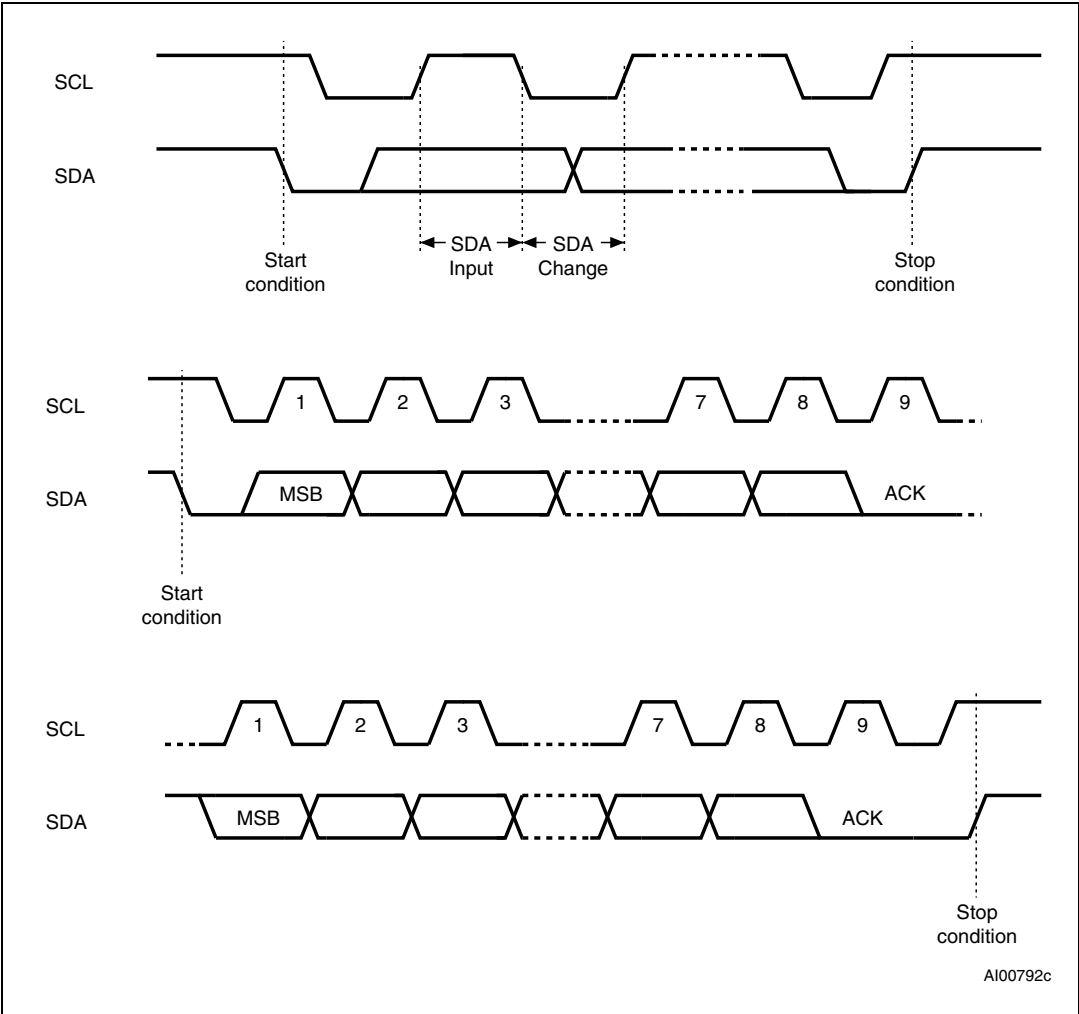 SCL
SDA
SDA
Input
SDA
Change
Start
condition
Stop
condition
SCL
1 2 3 7 8 9
SDA
MSB ACK
Start
condition
SCL
1 2 3 7 8 9
SDA
MSB ACK
Stop
condition
AI00792c